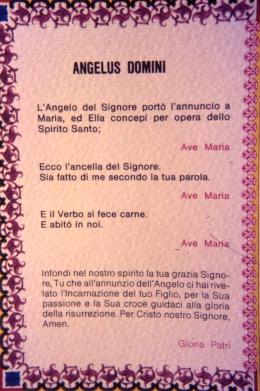 ANGELUS DOMINI
L'Angelo del Signore portò l'annuncio a
Maria, ed Ella concepì per opera dello
Spirito Santo;
Ave Maria
Ecco l'ancella del Signore.
Sia fatto di me secondo la tua parola.
Ave Maria
E il Verbo si fece carne.
E abitò in noi.
Ave Maria
Infondi nel nostro spirito la tua grazia Signo-
re, Tu che all'annunzio dell'Angelo ci hai rive-
lato l'Incarnazione del tuo Figlio, per la Sua
passione e la Sua croce guidaci alla gloria
della risurrezione. Per Cristo nostro Signore,
Amen.
Gloria Patri